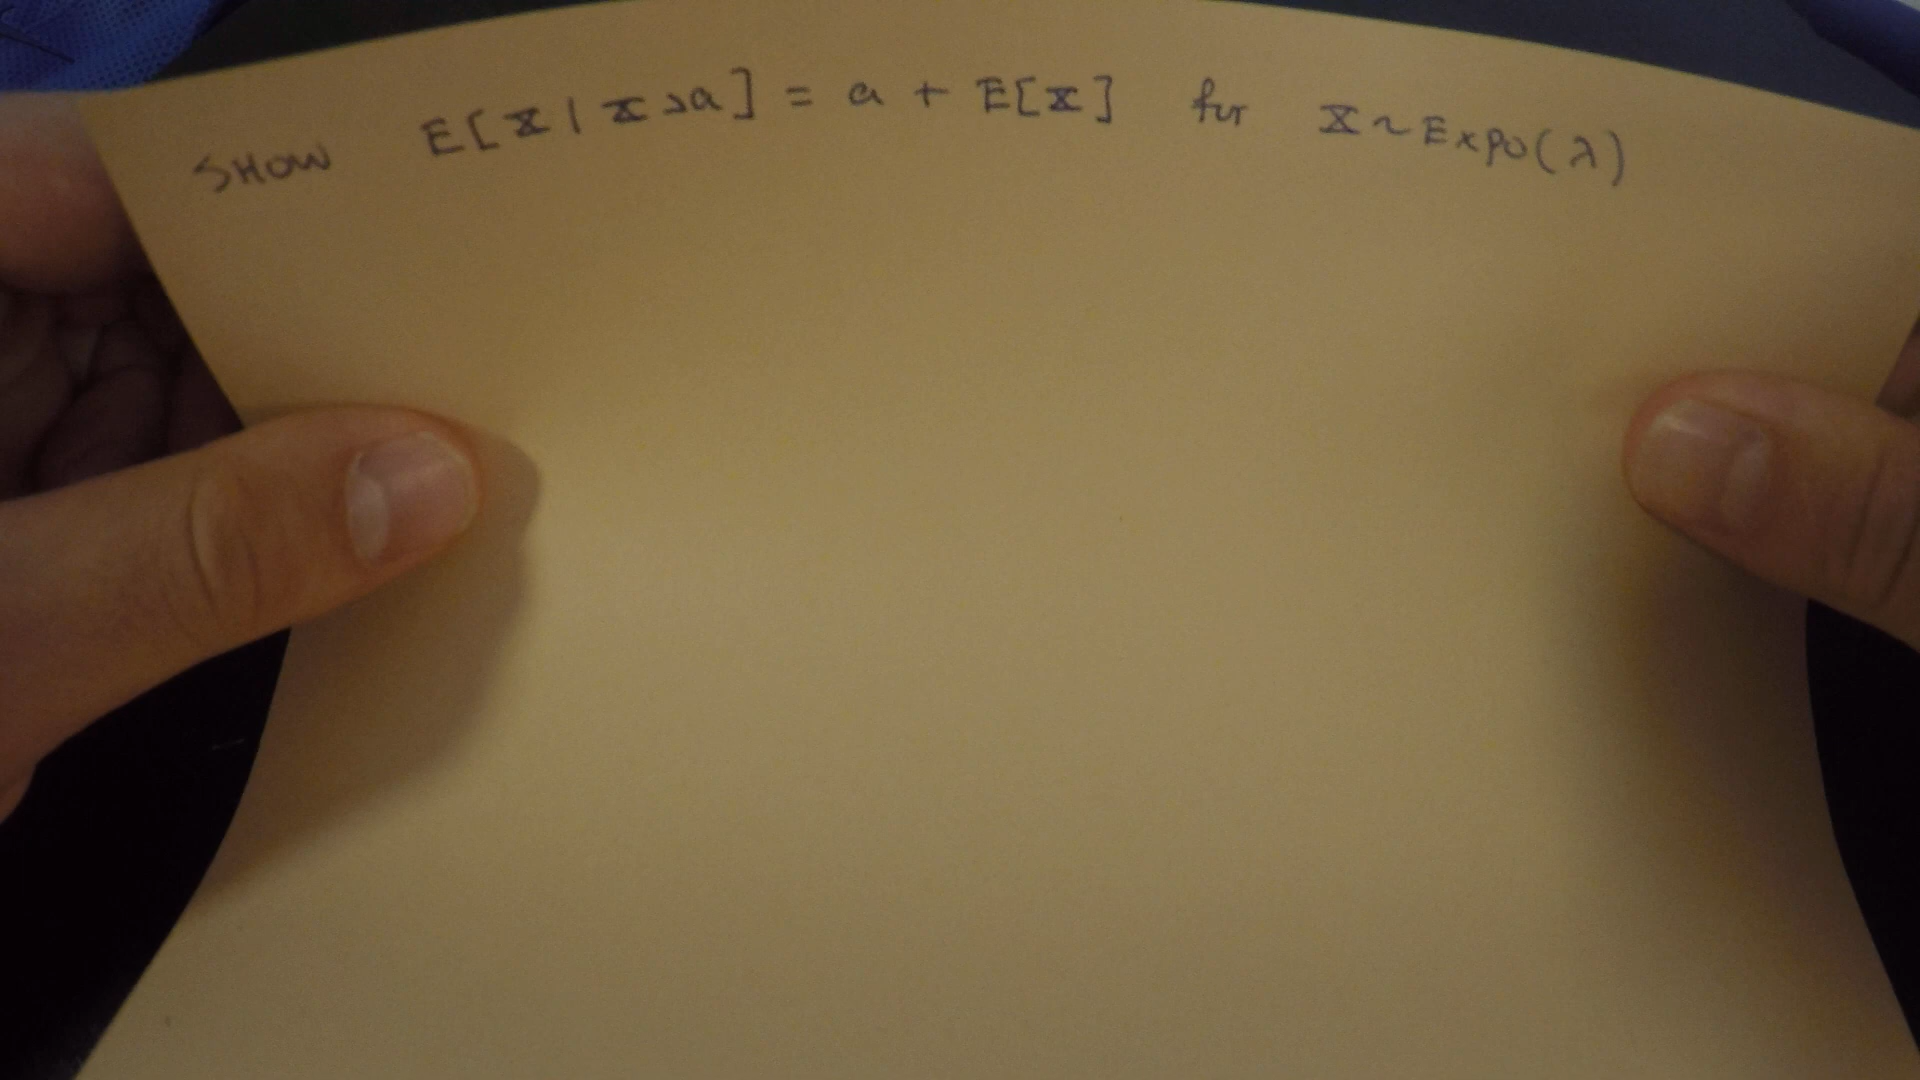 SHOW E[X | X>a] = a + E[X] for X~Expo(λ)